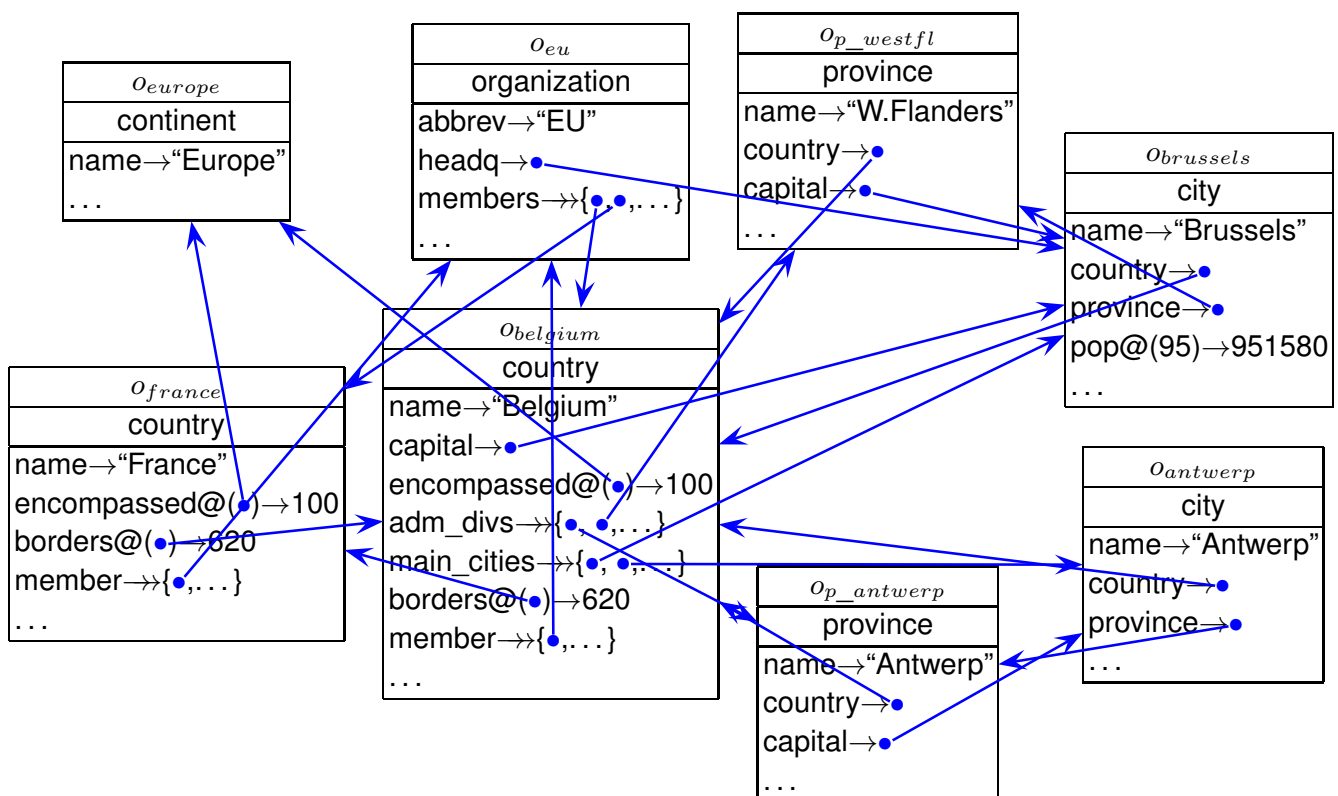 o_europe
continent
name→“Europe”
...
o_eu
organization
abbrev→“EU”
headq→•
members→→{•,•,...}
...
o_p_westfl
province
name→“W.Flanders”
country→•
capital→•
...
o_brussels
city
name→“Brussels”
country→•
province→•
pop@(95)→951580
...
o_france
country
name→“France”
encompassed@(•)→100
borders@(•)→620
member→→{•,...}
...
o_belgium
country
name→“Belgium”
capital→•
encompassed@(•)→100
adm_divs→→{•, •,...}
main_cities→→{•, •,...}
borders@(•)→620
member→→{•,...}
...
o_antwerp
city
name→“Antwerp”
country→•
province→•
...
o_p_antwerp
province
name→“Antwerp”
country→•
capital→•
...